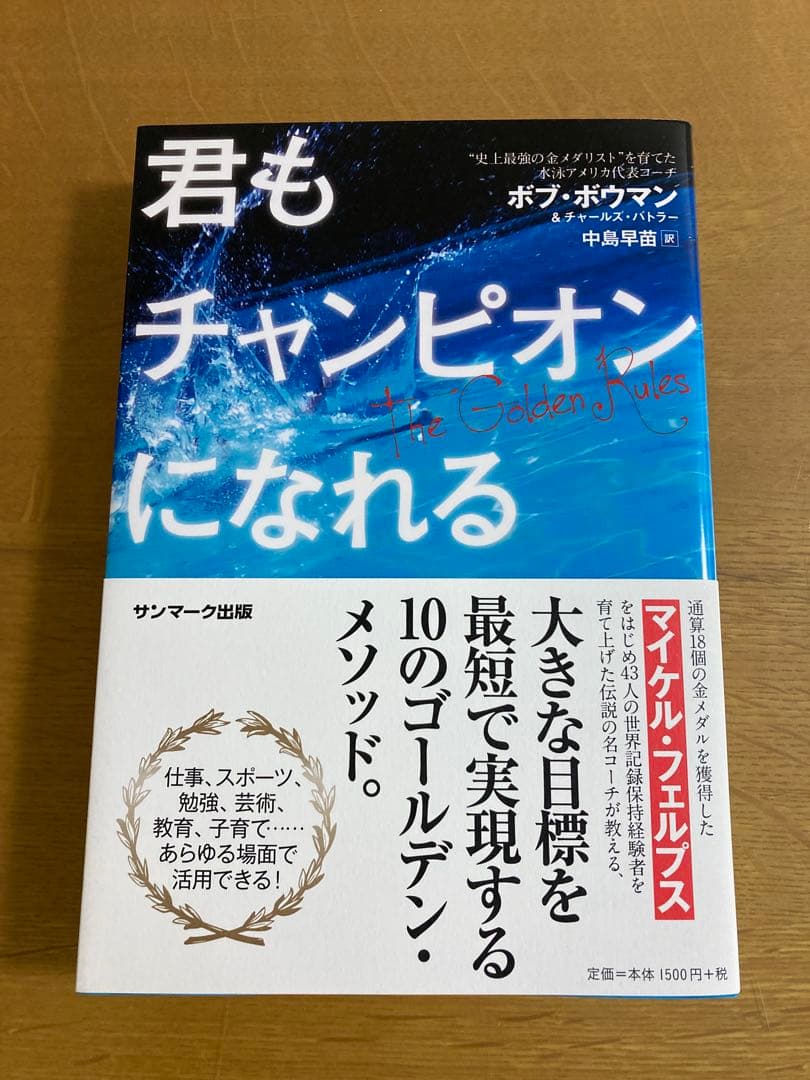 君も
チャンピオン
になれる
The Golden Rules
“史上最強の金メダリスト”を育てた
水泳アメリカ代表コーチ
ボブ・ボウマン
&チャールズ・バトラー
中島早苗 訳
通算18個の金メダルを獲得した
マイケル・フェルプス
をはじめ43人の世界記録保持経験者を
育て上げた伝説の名コーチが教える、
大きな目標を
最短で実現する
10のゴールデン・
メソッド。
サンマーク出版
仕事、スポーツ、
勉強、芸術、
教育、子育て……
あらゆる場面で
活用できる!
定価=本体 1500円+税